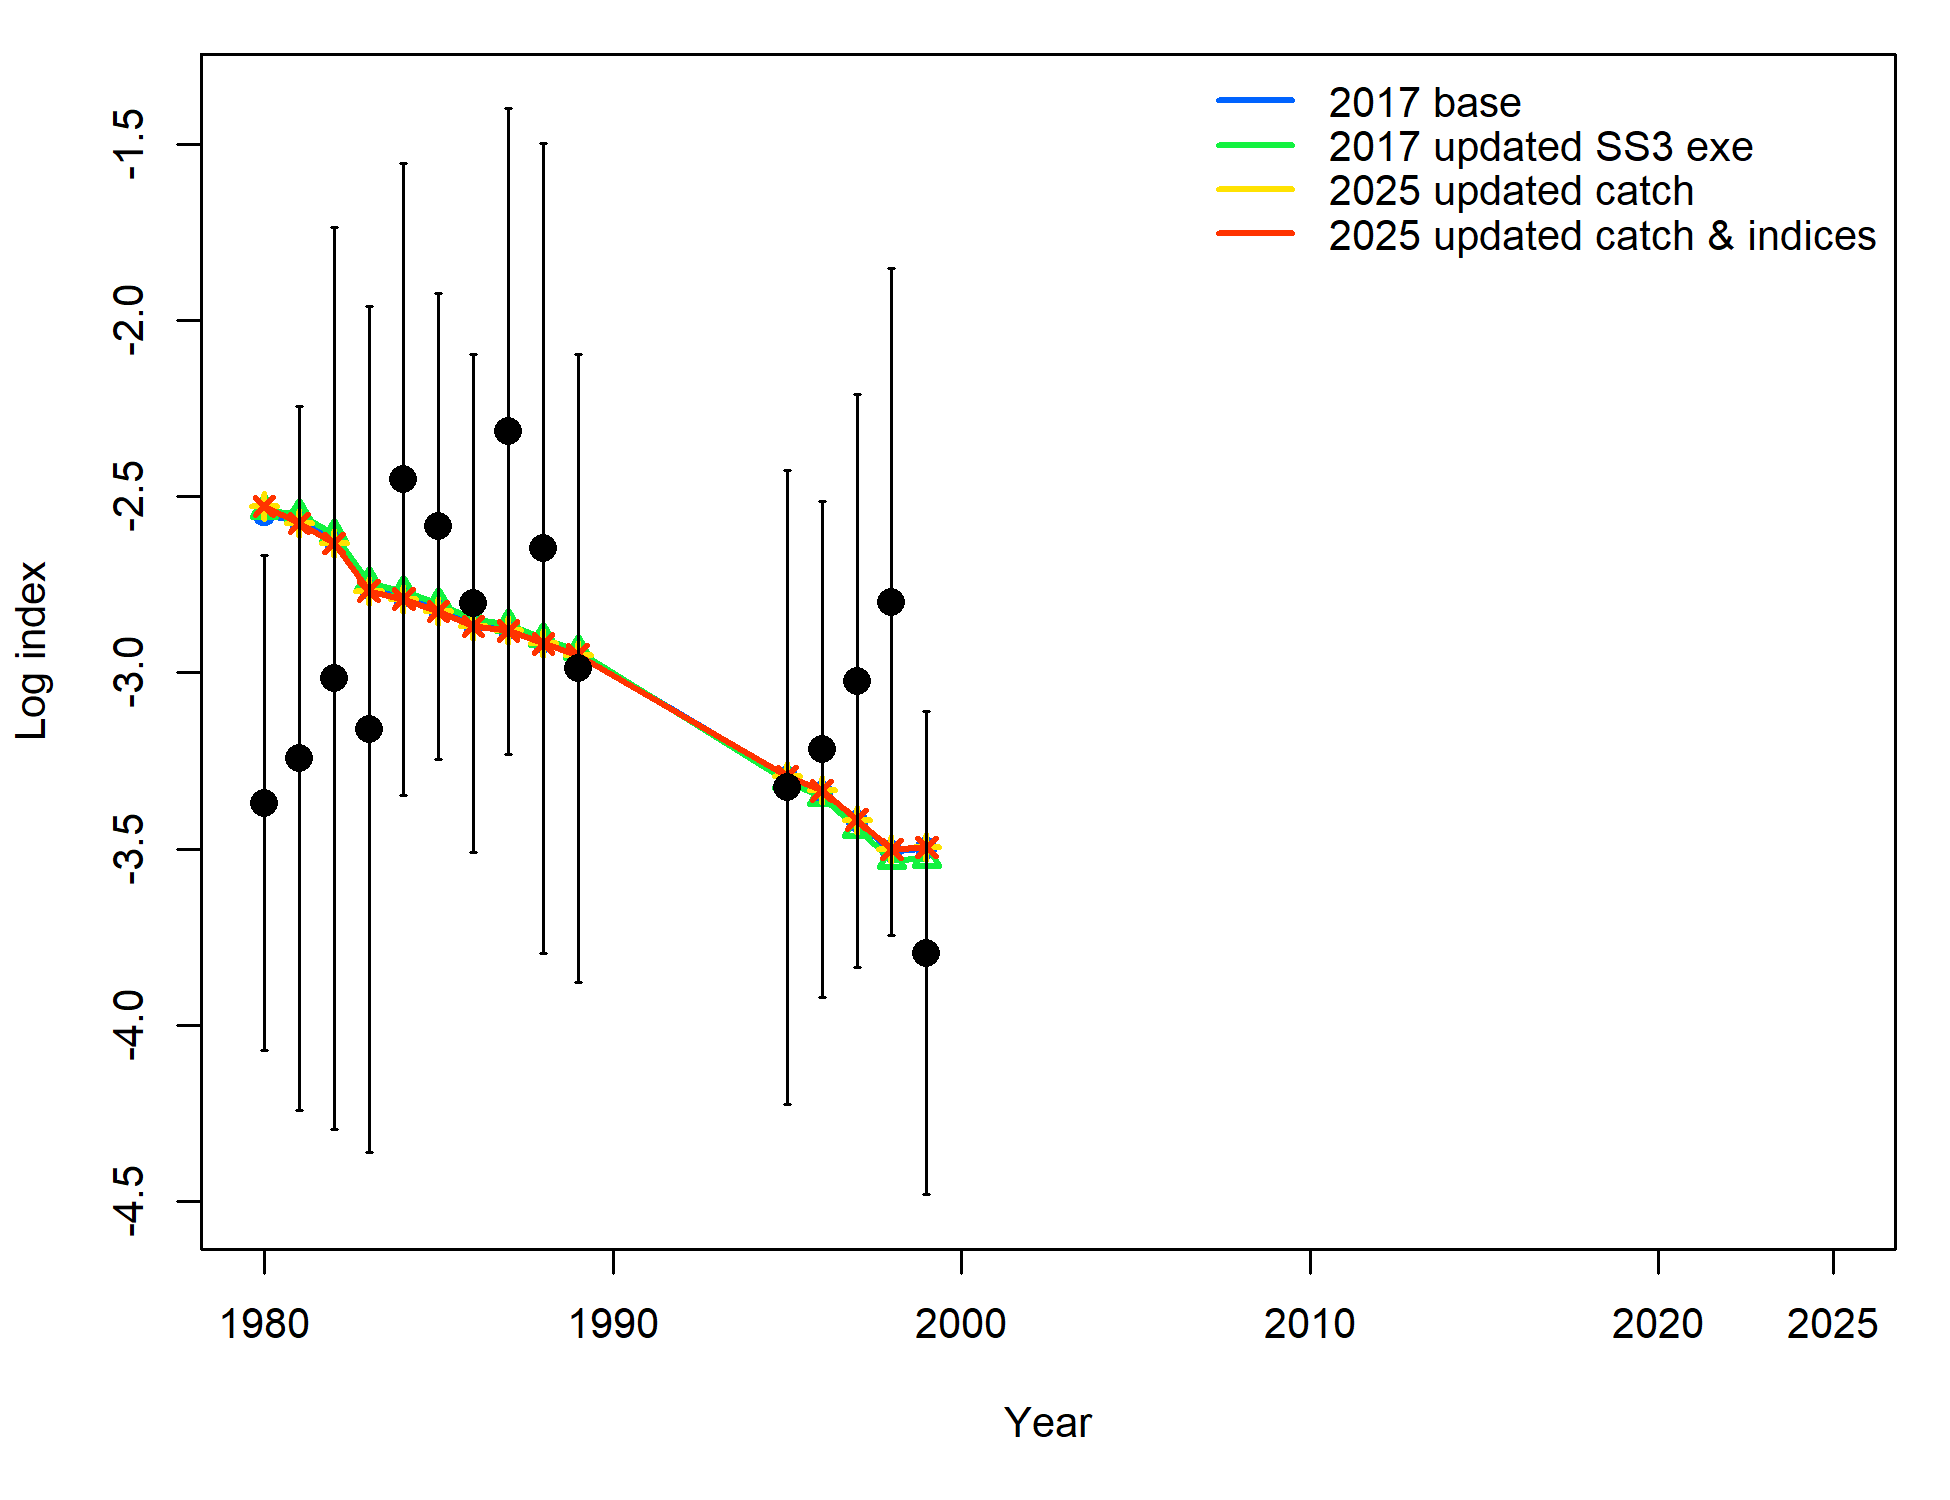 2017 base
2017 updated SS3 exe
2025 updated catch
2025 updated catch & indices
Log index
-1.5
-2.0
-2.5
-3.0
-3.5
-4.0
-4.5
1980 1990 2000 2010 2020 2025
Year